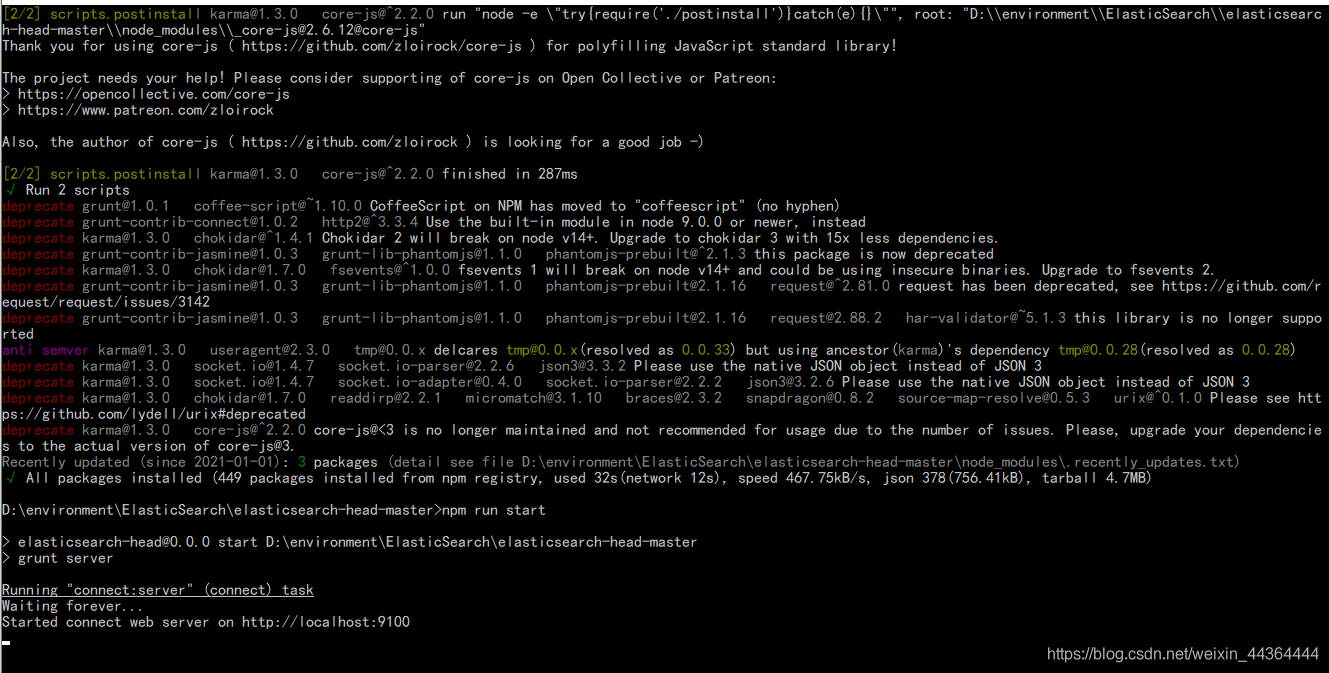 [2/2] scripts.postinstall karma@1.3.0   core-js@^2.2.0 run "node -e \"try{require('./postinstall')}catch(e){}\"", root: "D:\\environment\\ElasticSearch\\elasticsearc
h-head-master\\node_modules\\_core-js@2.6.12@core-js"
Thank you for using core-js ( https://github.com/zloirock/core-js ) for polyfilling JavaScript standard library!
The project needs your help! Please consider supporting of core-js on Open Collective or Patreon:
> https://opencollective.com/core-js
> https://www.patreon.com/zloirock
Also, the author of core-js ( https://github.com/zloirock ) is looking for a good job -)
[2/2] scripts.postinstall karma@1.3.0   core-js@^2.2.0 finished in 287ms
√ Run 2 scripts
deprecate grunt@1.0.1   coffee-script@~1.10.0 CoffeeScript on NPM has moved to "coffeescript" (no hyphen)
deprecate grunt-contrib-connect@1.0.2   http2@^3.3.4 Use the built-in module in node 9.0.0 or newer, instead
deprecate karma@1.3.0   chokidar@^1.4.1 Chokidar 2 will break on node v14+. Upgrade to chokidar 3 with 15x less dependencies.
deprecate grunt-contrib-jasmine@1.0.3   grunt-lib-phantomjs@1.1.0   phantomjs-prebuilt@^2.1.3 this package is now deprecated
deprecate karma@1.3.0   chokidar@1.7.0   fsevents@^1.0.0 fsevents 1 will break on node v14+ and could be using insecure binaries. Upgrade to fsevents 2.
deprecate grunt-contrib-jasmine@1.0.3   grunt-lib-phantomjs@1.1.0   phantomjs-prebuilt@2.1.16   request@^2.81.0 request has been deprecated, see https://github.com/r
equest/request/issues/3142
deprecate grunt-contrib-jasmine@1.0.3   grunt-lib-phantomjs@1.1.0   phantomjs-prebuilt@2.1.16   request@2.88.2   har-validator@~5.1.3 this library is no longer suppo
rted
anti semver karma@1.3.0   useragent@2.3.0   tmp@0.0.x delcares tmp@0.0.x(resolved as 0.0.33) but using ancestor(karma)'s dependency tmp@0.0.28(resolved as 0.0.28)
deprecate karma@1.3.0   socket.io@1.4.7   socket.io-parser@2.2.6   json3@3.3.2 Please use the native JSON object instead of JSON 3
deprecate karma@1.3.0   socket.io@1.4.7   socket.io-adapter@0.4.0   socket.io-parser@2.2.2   json3@3.2.6 Please use the native JSON object instead of JSON 3
deprecate karma@1.3.0   chokidar@1.7.0   readdirp@2.2.1   micromatch@3.1.10   braces@2.3.2   snapdragon@0.8.2   source-map-resolve@0.5.3   urix@^0.1.0 Please see htt
ps://github.com/lydell/urix#deprecated
deprecate karma@1.3.0   core-js@^2.2.0 core-js@<3 is no longer maintained and not recommended for usage due to the number of issues. Please, upgrade your dependencie
s to the actual version of core-js@3.
Recently updated (since 2021-01-01): 3 packages (detail see file D:\environment\ElasticSearch\elasticsearch-head-master\node_modules\.recently_updates.txt)
√ All packages installed (449 packages installed from npm registry, used 32s(network 12s), speed 467.75kB/s, json 378(756.41kB), tarball 4.7MB)
D:\environment\ElasticSearch\elasticsearch-head-master>npm run start
> elasticsearch-head@0.0.0 start D:\environment\ElasticSearch\elasticsearch-head-master
> grunt server
Running "connect:server" (connect) task
Waiting forever...
Started connect web server on http://localhost:9100
https://blog.csdn.net/weixin_44364444